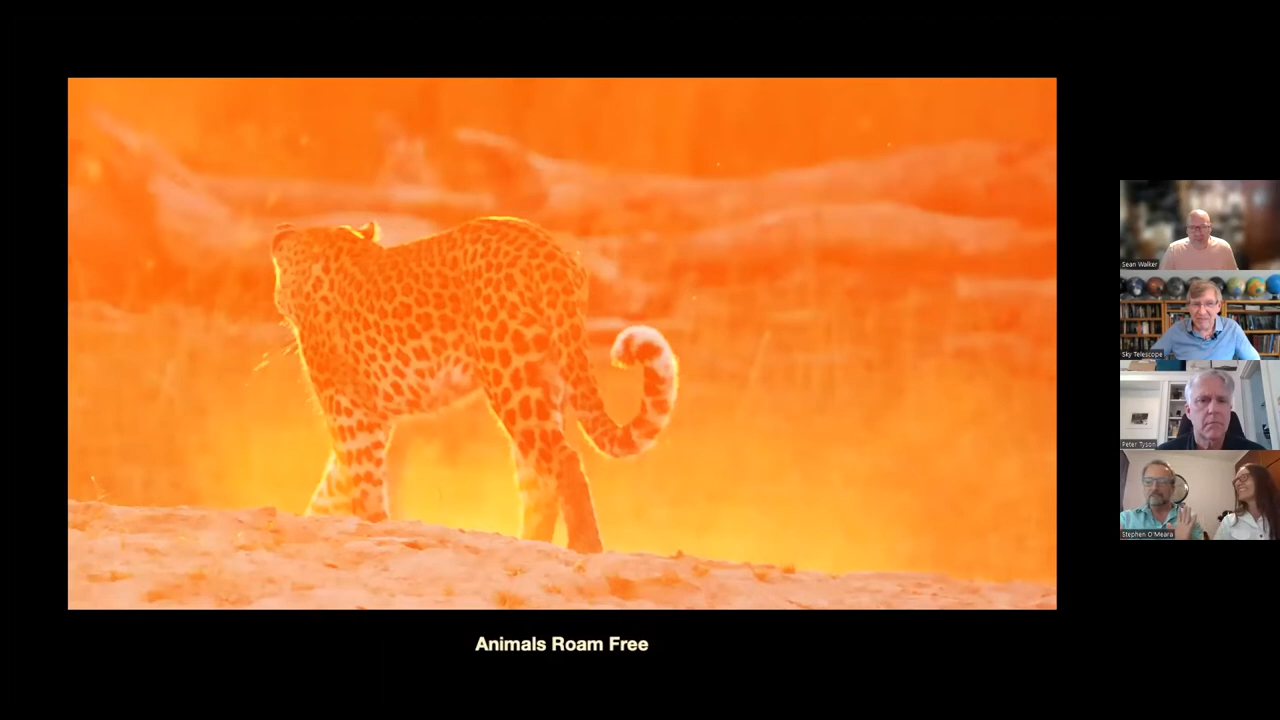 Animals Roam Free
Sean Walker
Sky Telescope
Peter Tyson
Stephen O'Meara